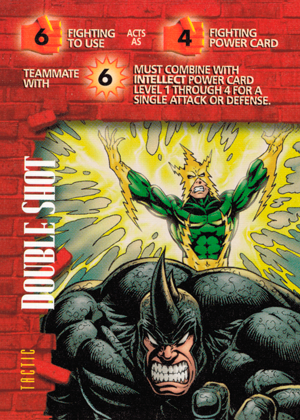 6 FIGHTING TO USE ACTS AS 4 FIGHTING POWER CARD
TEAMMATE WITH 6 MUST COMBINE WITH
INTELLECT POWER CARD
LEVEL 1 THROUGH 4 FOR A
SINGLE ATTACK OR DEFENSE.
DOUBLE SHOT
TACTIC